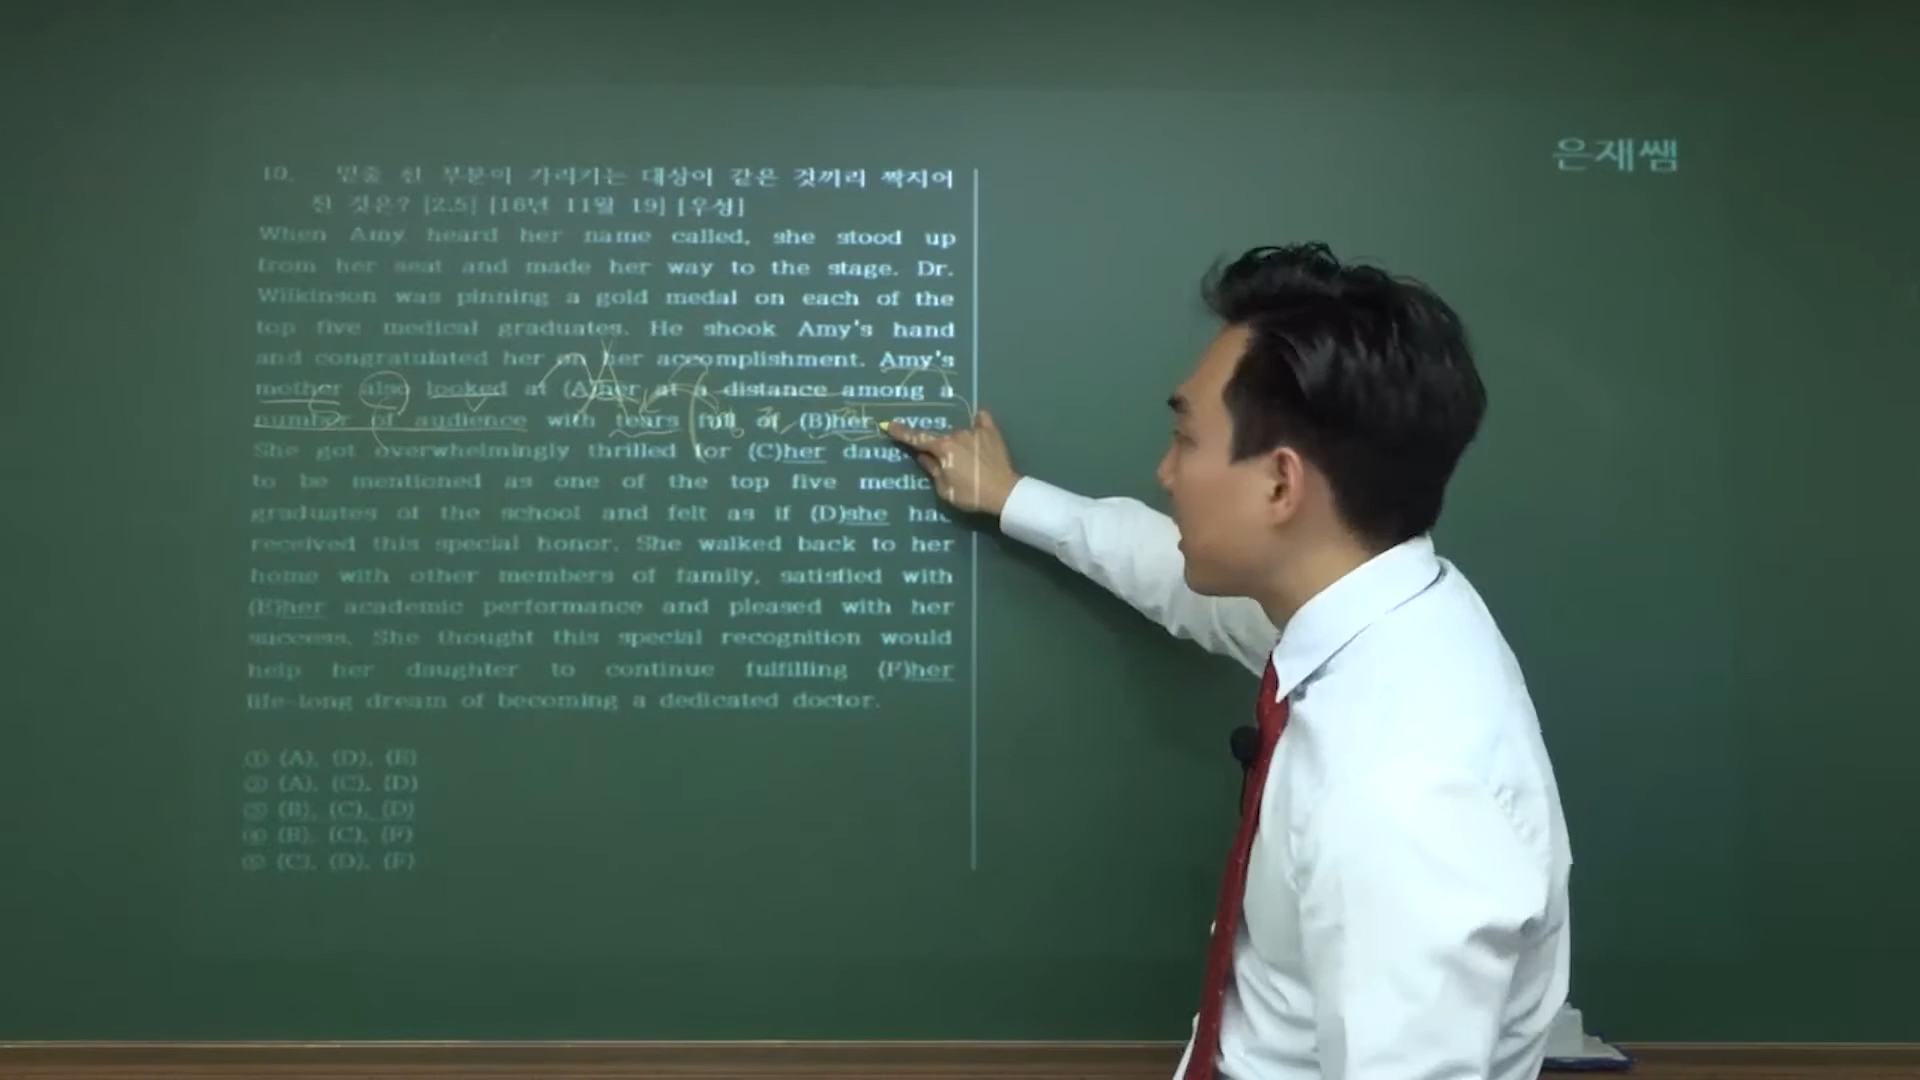 은재쌤
10. 밑줄 친 부분이 가리키는 대상이 같은 것끼리 짝지어
진 것은? [2.5] [16년 11월 19] [우성]
When Amy heard her name called, she stood up
from her seat and made her way to the stage. Dr.
Wilkinson was pinning a gold medal on each of the
top five medical graduates. He shook Amy's hand
and congratulated her on her accomplishment. Amy's
mother also looked at (A)her at a distance among a
number of audience with tears full of (B)her eyes.
She got overwhelmingly thrilled for (C)her
to be mentioned as one of the top five
graduates of the school and felt as if (D)she had
received this special honor. She walked back to her
home with other members of family, satisfied with
(E)her academic performance and pleased with her
success. She thought this special recognition would
help her daughter to continue fulfilling (F)her
life-long dream of becoming a dedicated doctor.
① (A), (D), (E)
② (A), (C), (D)
③ (B), (C), (D)
④ (B), (C), (F)
⑤ (C), (D), (F)